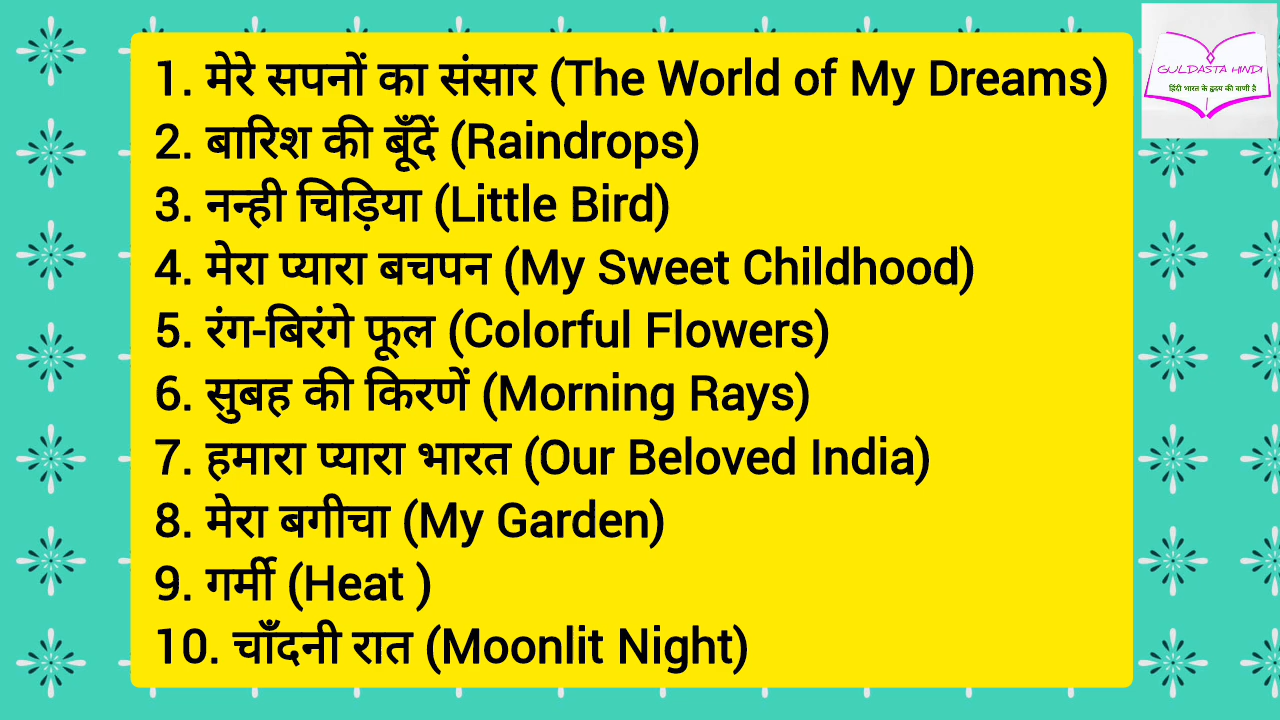 1. मेरे सपनों का संसार (The World of My Dreams)
2. बारिश की बूँदें (Raindrops)
3. नन्ही चिड़िया (Little Bird)
4. मेरा प्यारा बचपन (My Sweet Childhood)
5. रंग-बिरंगे फूल (Colorful Flowers)
6. सुबह की किरणें (Morning Rays)
7. हमारा प्यारा भारत (Our Beloved India)
8. मेरा बगीचा (My Garden)
9. गर्मी (Heat )
10. चाँदनी रात (Moonlit Night)
GULDASTA HINDI
हिंदी भारत के हृदय की वाणी है